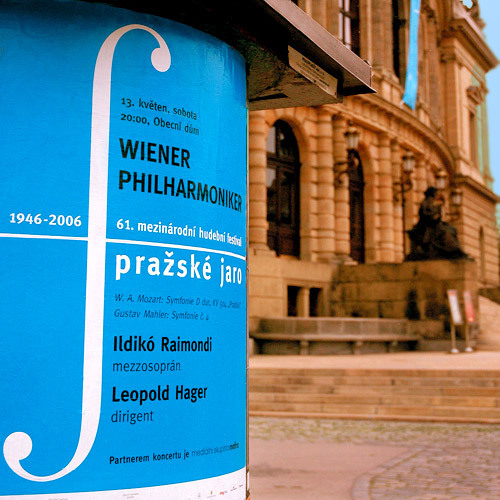 13. květen, sobota
20:00, Obecní dům
WIENER
PHILHARMONIKER
1946-2006
61. mezinárodní hudební festival
pražské jaro
W. A. Mozart: Symfonie D dur, KV 504, „Pražská“
Gustav Mahler: Symfonie č. 4
Ildikó Raimondi
mezzosoprán
Leopold Hager
dirigent
Partnerem koncertu je mediatel